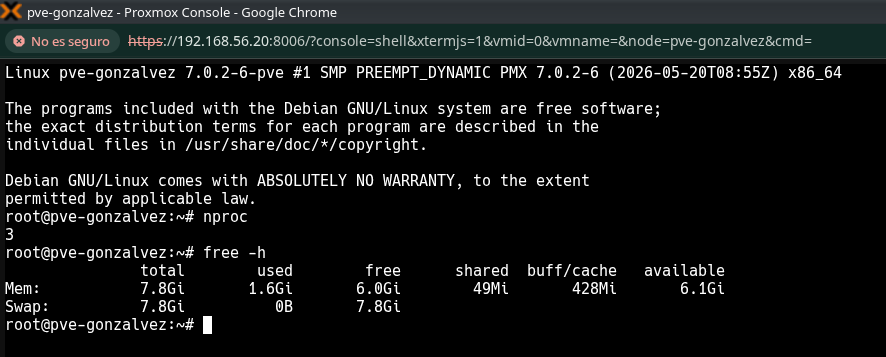 pve-gonzalvez - Proxmox Console - Google Chrome
No es seguro https://192.168.56.20:8006/?console=shell&xtermjs=1&vmid=0&vmname=&node=pve-gonzalvez&cmd=
Linux pve-gonzalvez 7.0.2-6-pve #1 SMP PREEMPT_DYNAMIC PMX 7.0.2-6 (2026-05-20T08:55Z) x86_64

The programs included with the Debian GNU/Linux system are free software;
the exact distribution terms for each program are described in the
individual files in /usr/share/doc/*/copyright.

Debian GNU/Linux comes with ABSOLUTELY NO WARRANTY, to the extent
permitted by applicable law.
root@pve-gonzalvez:~# nproc
3
root@pve-gonzalvez:~# free -h
               total        used        free      shared  buff/cache   available
Mem:           7.8Gi       1.6Gi       6.0Gi        49Mi       428Mi       6.1Gi
Swap:          7.8Gi          0B       7.8Gi
root@pve-gonzalvez:~#